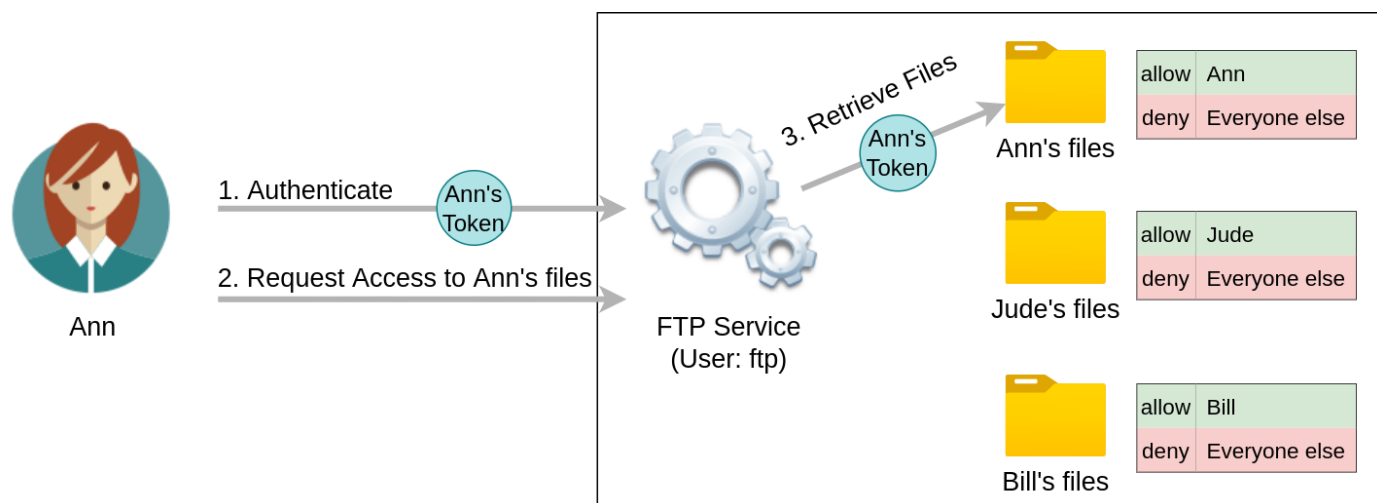 Ann
1. Authenticate
Ann's
Token
2. Request Access to Ann's files
FTP Service
(User: ftp)
3. Retrieve Files
Ann's
Token
Ann's files
allow Ann
deny Everyone else
Jude's files
allow Jude
deny Everyone else
Bill's files
allow Bill
deny Everyone else